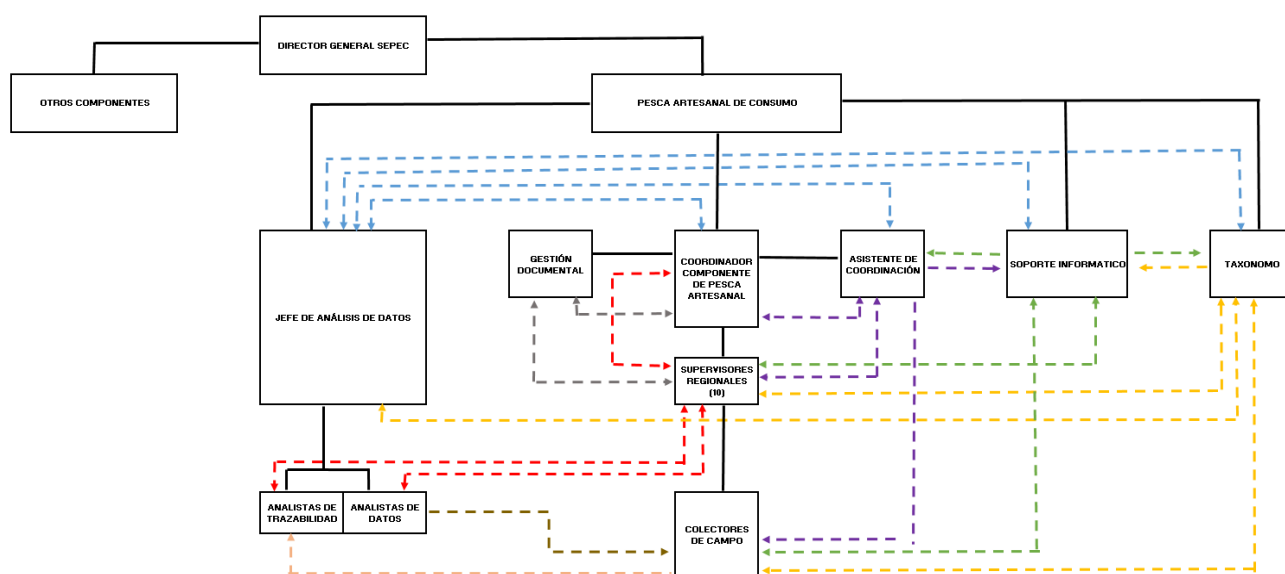 DIRECTOR GENERAL SEPEC
OTROS COMPONENTES
PESCA ARTESANAL DE CONSUMO
JEFE DE ANÁLISIS DE DATOS
GESTIÓN
DOCUMENTAL
COORDINADOR
COMPONENTE
DE PESCA
ARTESANAL
ASISTENTE DE
COORDINACIÓN
SOPORTE INFORMATICO
TAXONOMO
SUPERVISORES
REGIONALES
(10)
ANALISTAS DE
TRAZABILIDAD
ANALISTAS DE
DATOS
COLECTORES
DE CAMPO